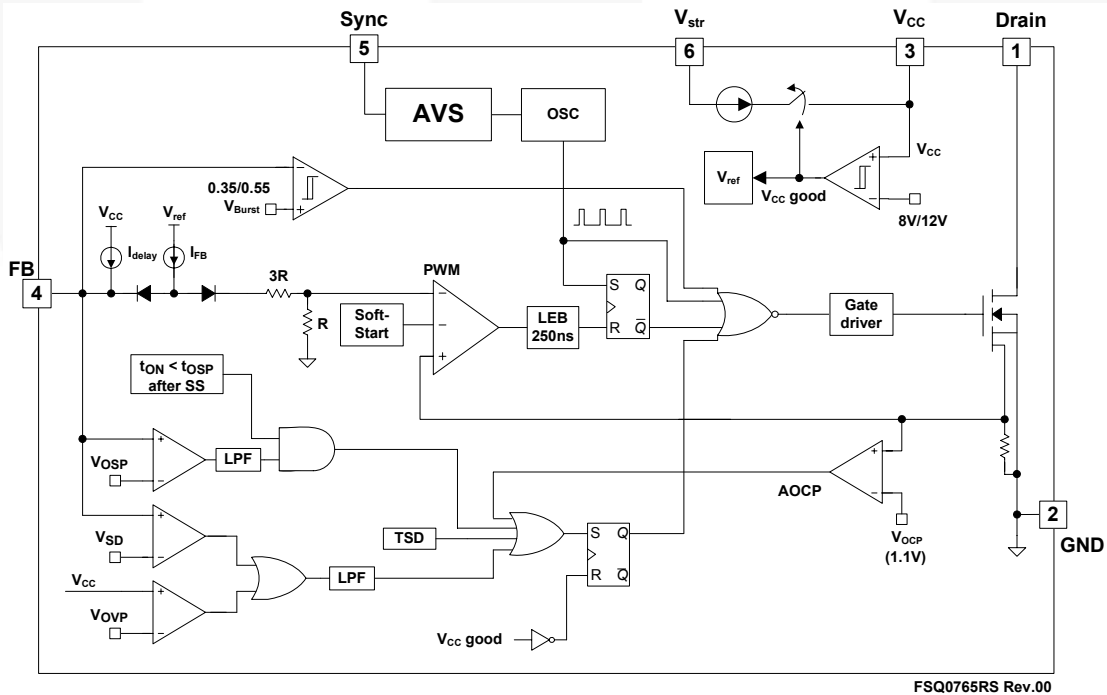 Sync
5
Vstr
6
VCC
3
Drain
1
AVS
OSC
VCC
Vref
VCC good
8V/12V
0.35/0.55
VBurst
−
+
+
−
VCC
Vref
Idelay
IFB
FB
4
3R
R
PWM
Soft-
Start
−
−
+
LEB
250ns
S Q
R Q
Gate
driver
tON < tOSP
after SS
VOSP
+
−
LPF
AOCP
+
−
VOCP
(1.1V)
2
GND
VSD
+
−
TSD
S Q
R Q
LPF
VCC
VOVP
+
−
VCC good
FSQ0765RS Rev.00